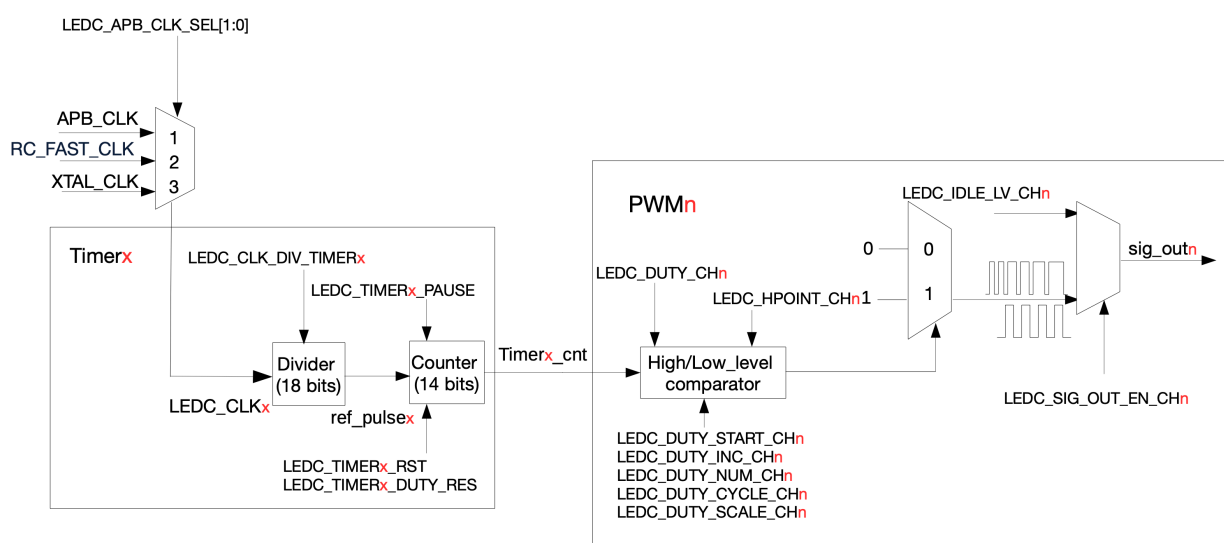 LEDC_APB_CLK_SEL[1:0]
APB_CLK
1
RC_FAST_CLK
2
XTAL_CLK
3
Timerx
LEDC_CLK_DIV_TIMERx
LEDC_TIMERx_PAUSE
Divider
(18 bits)
Counter
(14 bits)
LEDC_CLKx
ref_pulsex
LEDC_TIMERx_RST
LEDC_TIMERx_DUTY_RES
Timerx_cnt
PWMn
LEDC_DUTY_CHn
LEDC_HPOINT_CHn
High/Low_level
comparator
LEDC_DUTY_START_CHn
LEDC_DUTY_INC_CHn
LEDC_DUTY_NUM_CHn
LEDC_DUTY_CYCLE_CHn
LEDC_DUTY_SCALE_CHn
0
0
1
1
LEDC_IDLE_LV_CHn
sig_outn
LEDC_SIG_OUT_EN_CHn